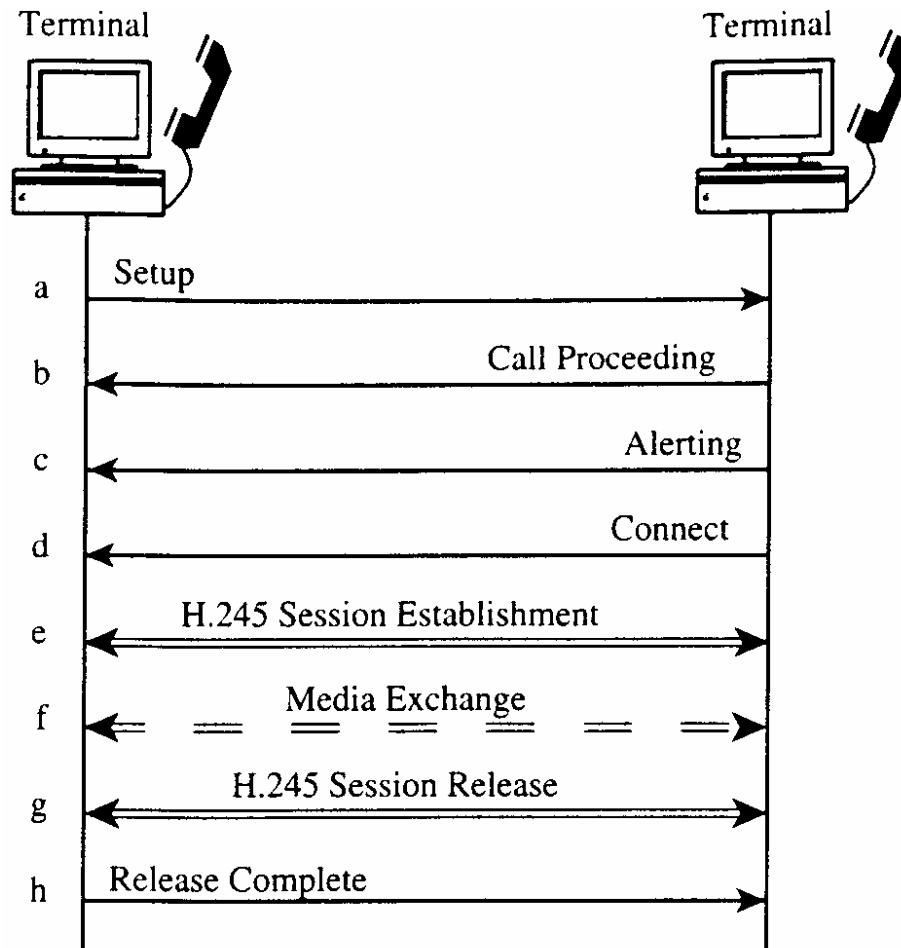 Terminal
Terminal
a
Setup
b
Call Proceeding
c
Alerting
d
Connect
e
H.245 Session Establishment
f
Media Exchange
g
H.245 Session Release
h
Release Complete